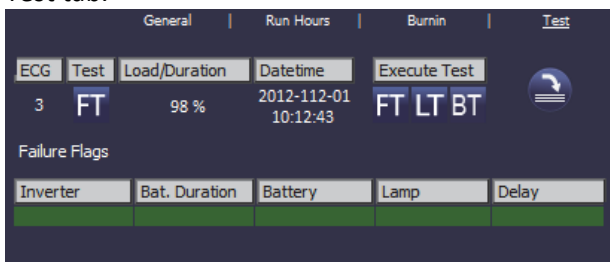 Test tab.
General | Run Hours | Burnin | Test
ECG Test Load/Duration Datetime Execute Test
3 FT 98 % 2012-112-01 FT LT BT
10:12:43
Failure Flags
Inverter Bat. Duration Battery Lamp Delay